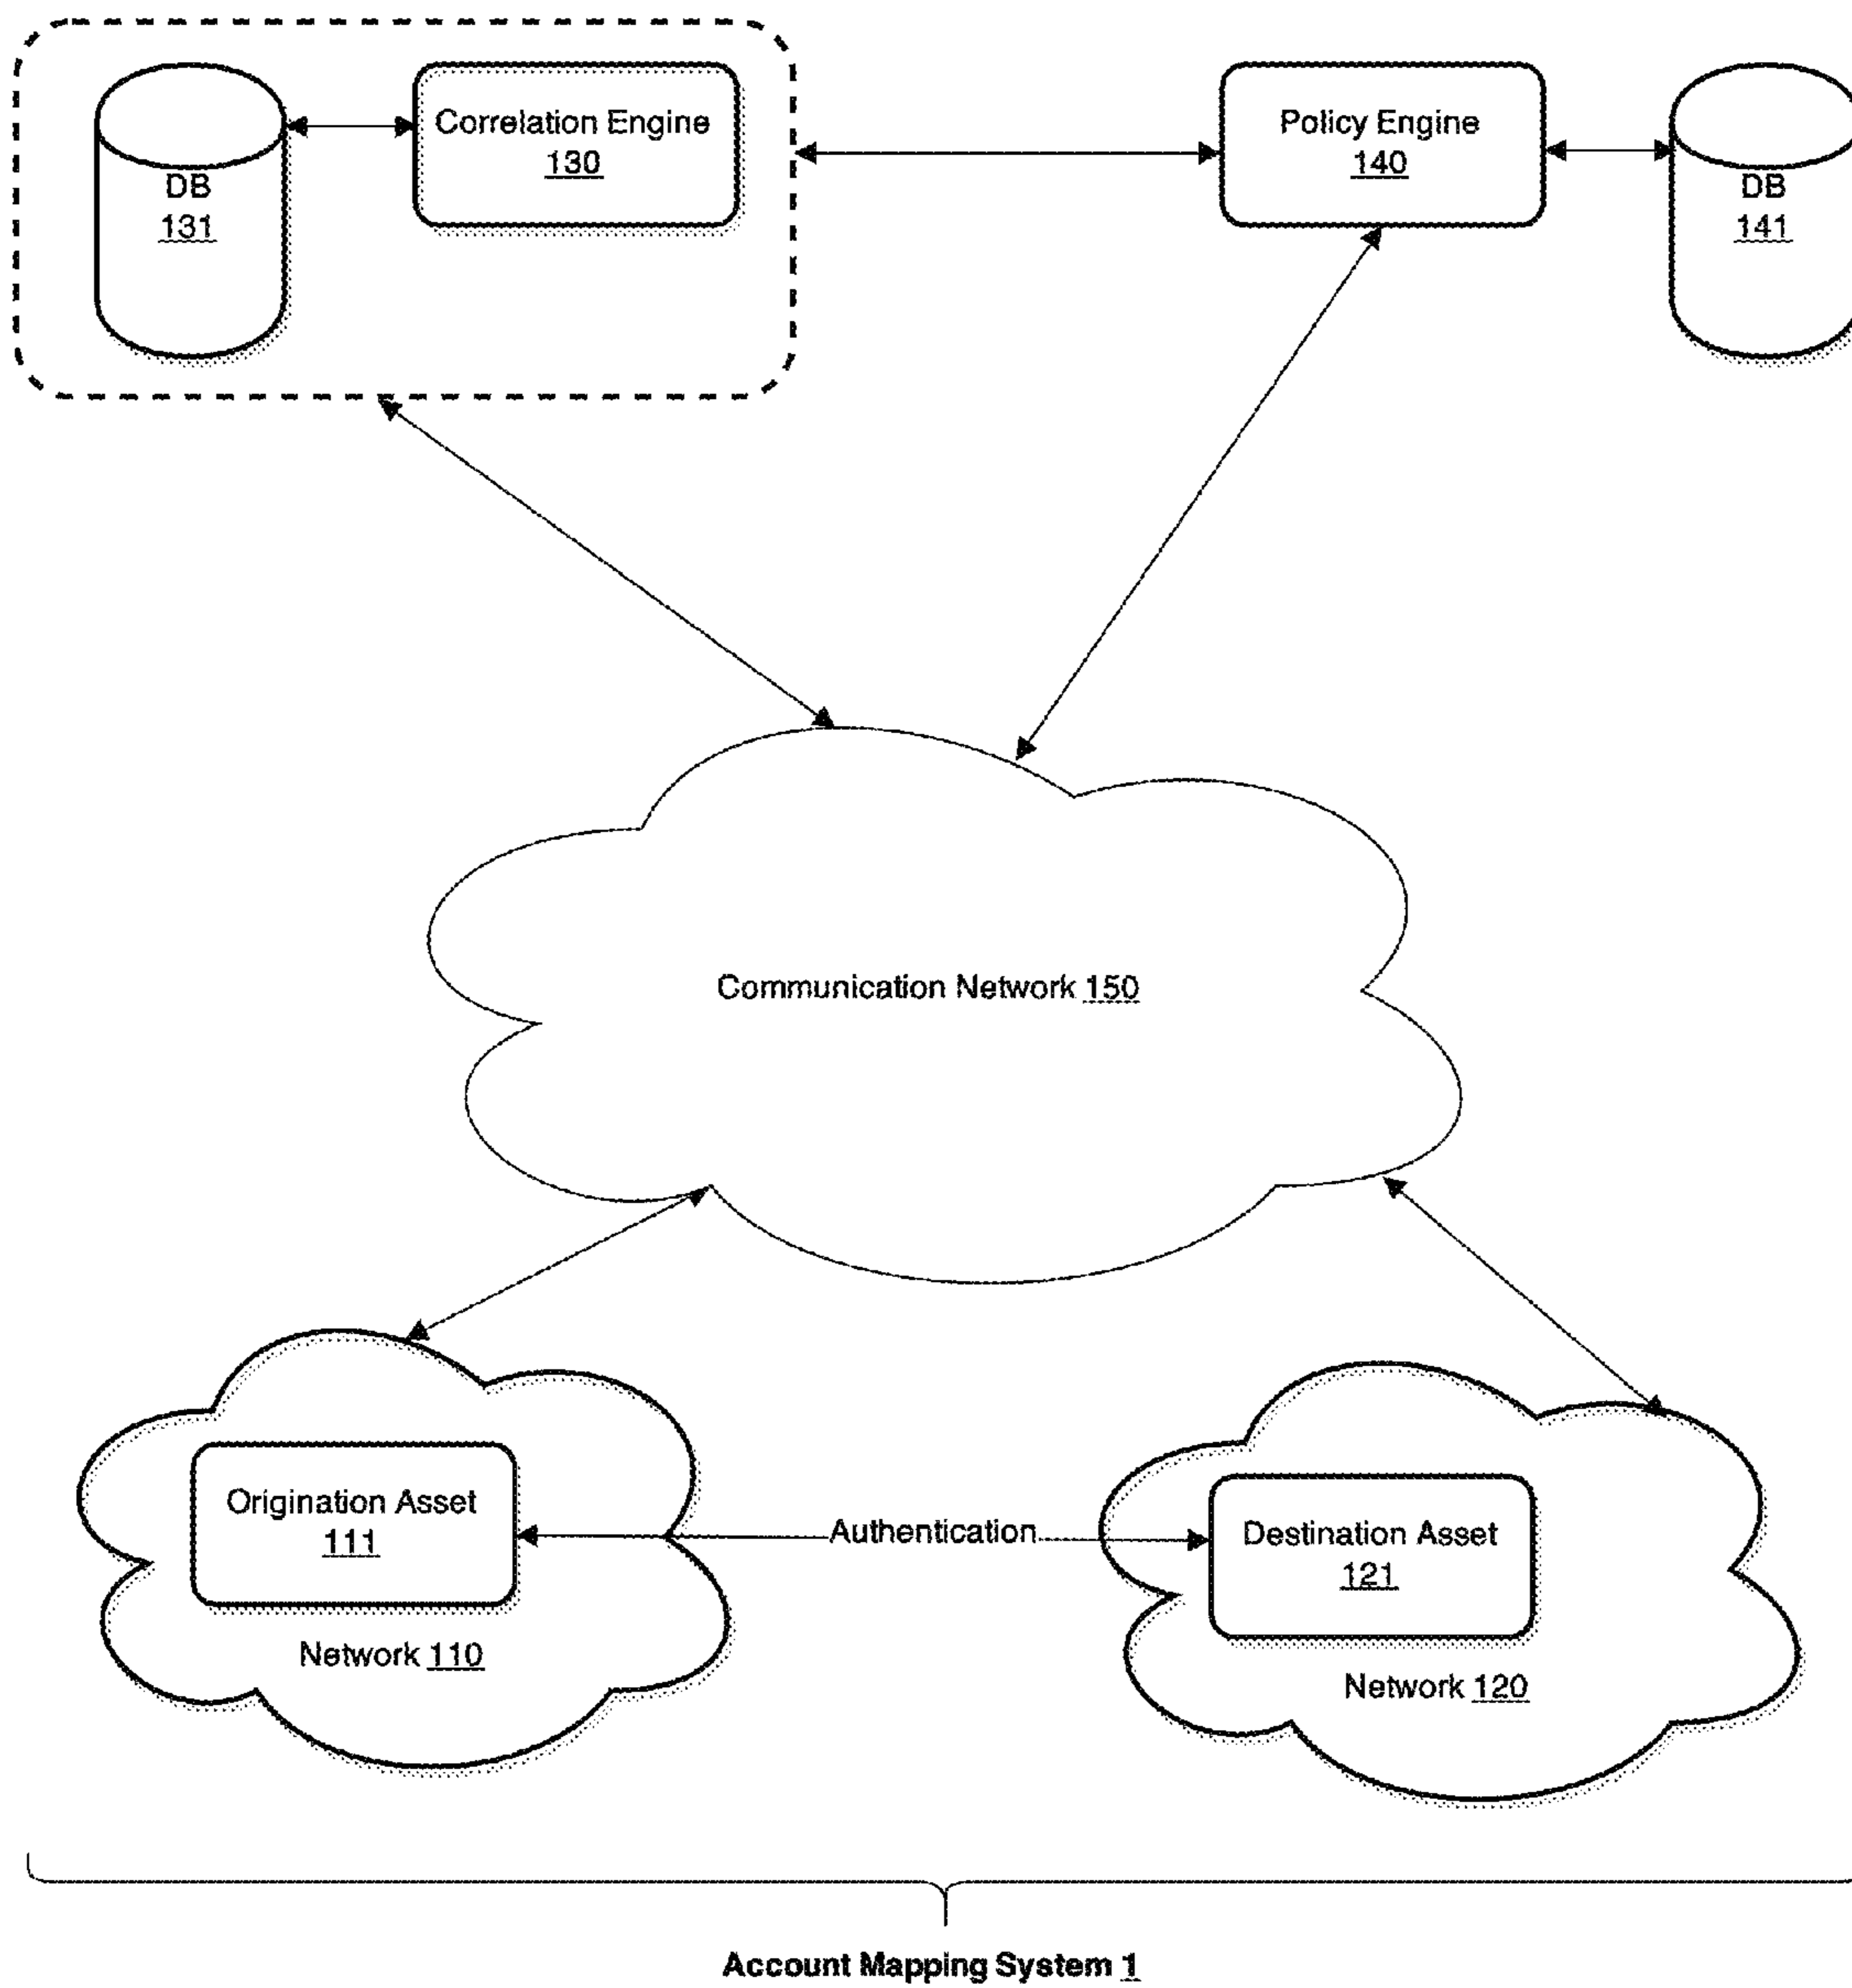 Correlation Engine
130
Policy Engine
140
DB
131
DB
141
Communication Network 150
Origination Asset
111
Authentication
Destination Asset
121
Network 110
Network 120
Account Mapping System 1